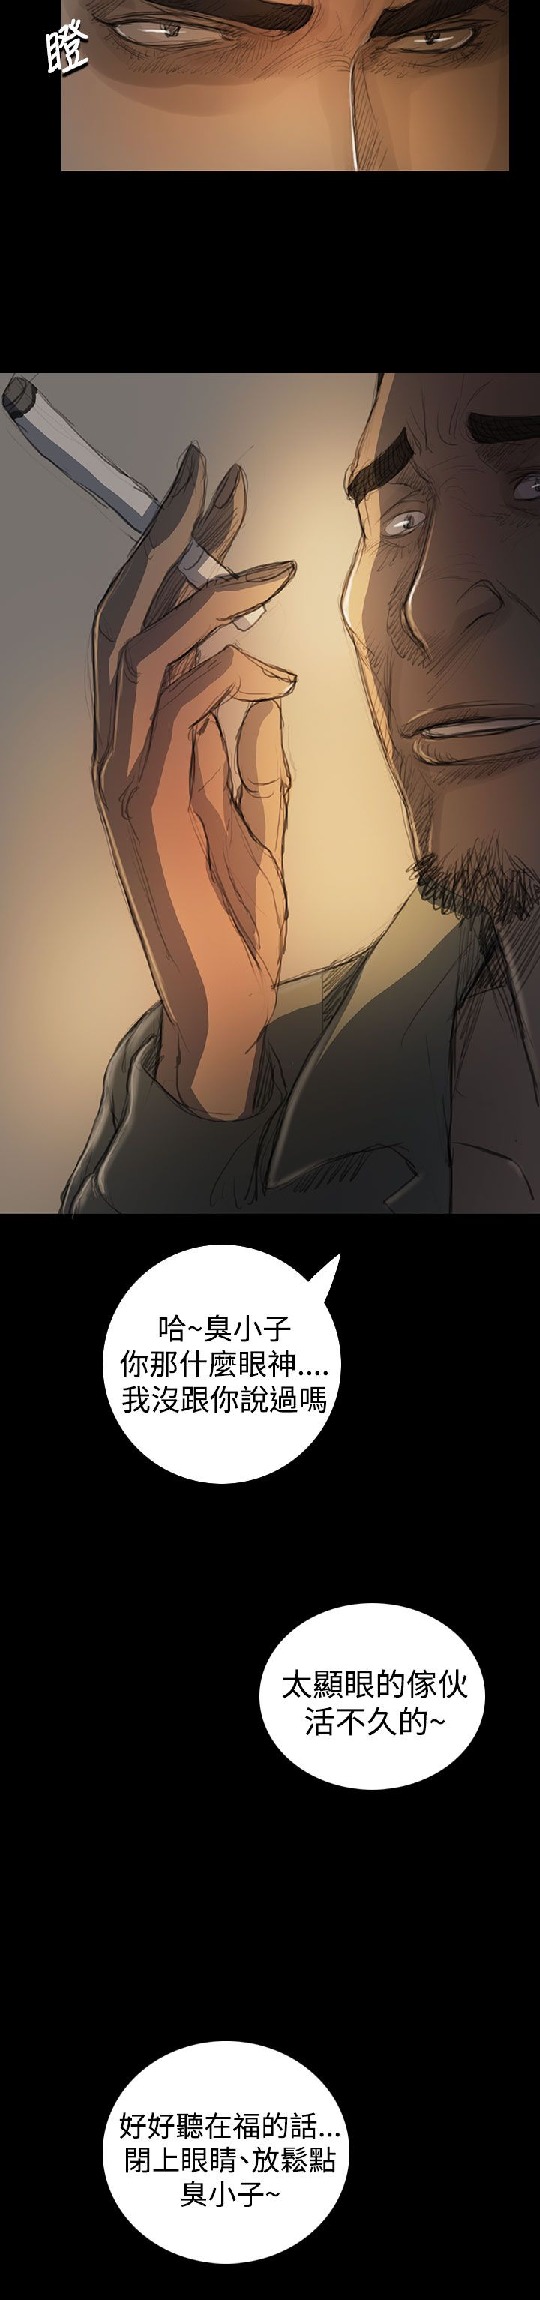 瞪
哈~臭小子
你那什麼眼神....
我沒跟你說過嗎
太顯眼的傢伙
活不久的~
好好聽在福的話...
閉上眼睛、放鬆點
臭小子~